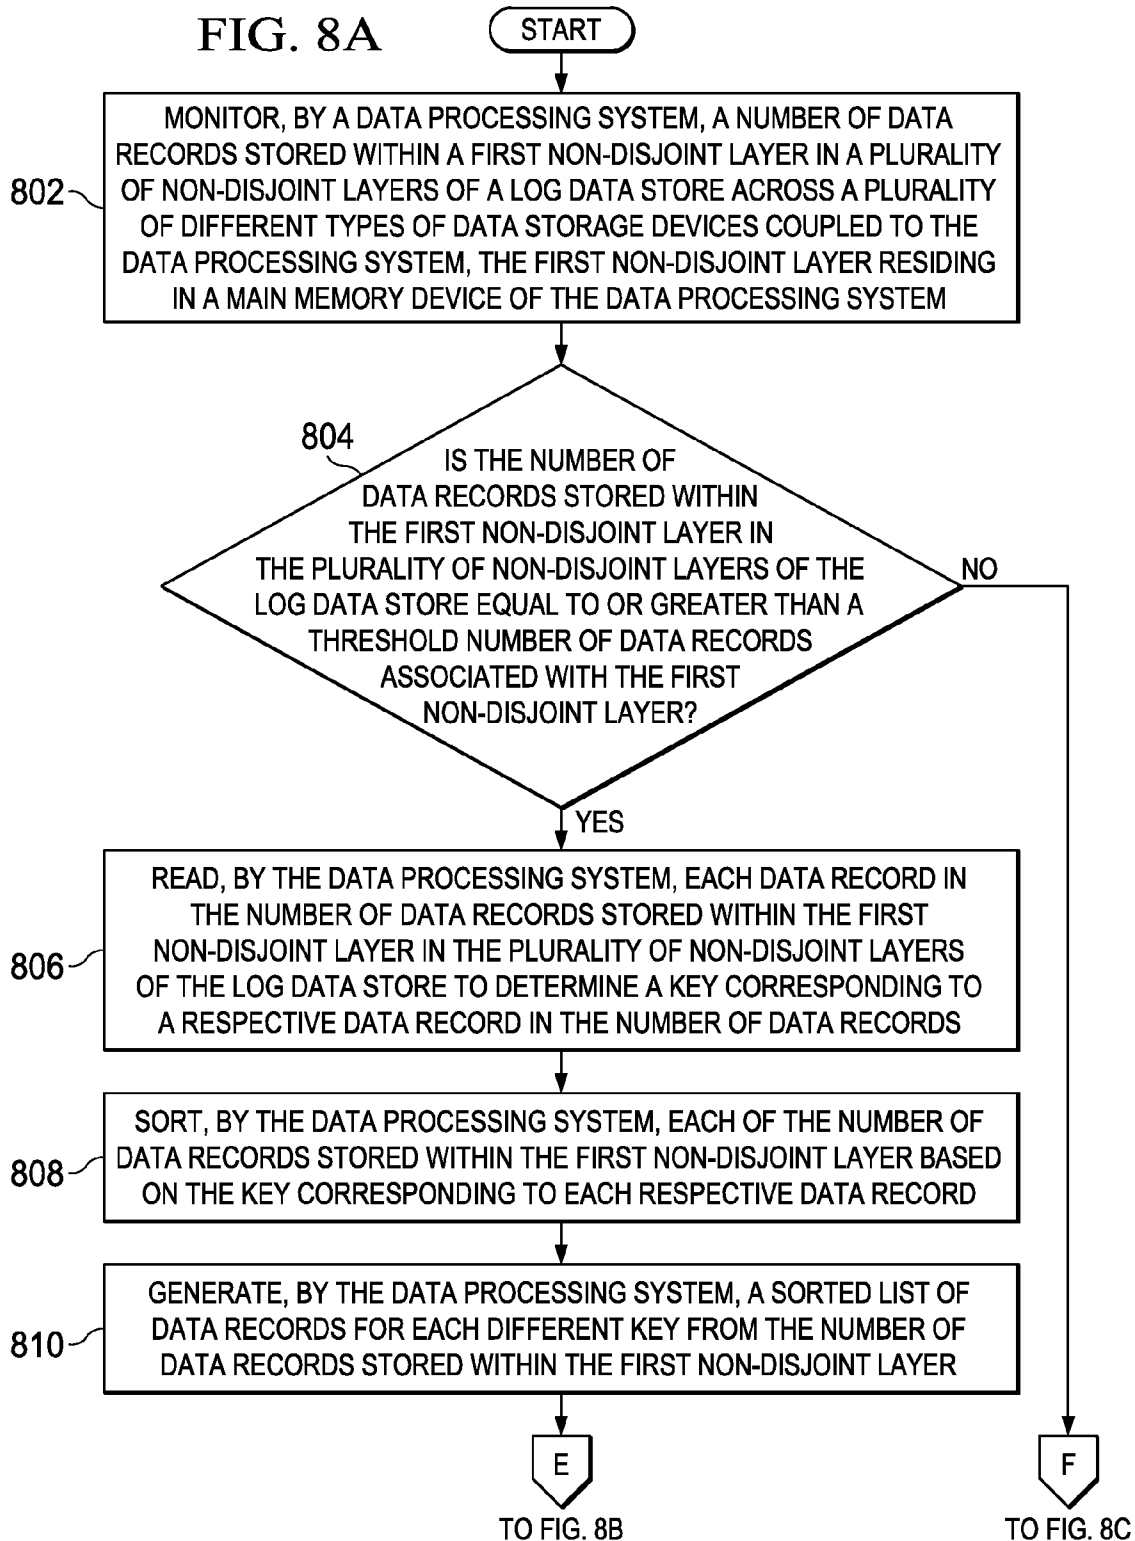 FIG. 8A
START
802
MONITOR, BY A DATA PROCESSING SYSTEM, A NUMBER OF DATA
RECORDS STORED WITHIN A FIRST NON-DISJOINT LAYER IN A PLURALITY
OF NON-DISJOINT LAYERS OF A LOG DATA STORE ACROSS A PLURALITY
OF DIFFERENT TYPES OF DATA STORAGE DEVICES COUPLED TO THE
DATA PROCESSING SYSTEM, THE FIRST NON-DISJOINT LAYER RESIDING
IN A MAIN MEMORY DEVICE OF THE DATA PROCESSING SYSTEM
804
IS THE NUMBER OF
DATA RECORDS STORED WITHIN
THE FIRST NON-DISJOINT LAYER IN
THE PLURALITY OF NON-DISJOINT LAYERS OF THE
LOG DATA STORE EQUAL TO OR GREATER THAN A
THRESHOLD NUMBER OF DATA RECORDS
ASSOCIATED WITH THE FIRST
NON-DISJOINT LAYER?
NO
YES
806
READ, BY THE DATA PROCESSING SYSTEM, EACH DATA RECORD IN
THE NUMBER OF DATA RECORDS STORED WITHIN THE FIRST
NON-DISJOINT LAYER IN THE PLURALITY OF NON-DISJOINT LAYERS
OF THE LOG DATA STORE TO DETERMINE A KEY CORRESPONDING TO
A RESPECTIVE DATA RECORD IN THE NUMBER OF DATA RECORDS
808
SORT, BY THE DATA PROCESSING SYSTEM, EACH OF THE NUMBER OF
DATA RECORDS STORED WITHIN THE FIRST NON-DISJOINT LAYER BASED
ON THE KEY CORRESPONDING TO EACH RESPECTIVE DATA RECORD
810
GENERATE, BY THE DATA PROCESSING SYSTEM, A SORTED LIST OF
DATA RECORDS FOR EACH DIFFERENT KEY FROM THE NUMBER OF
DATA RECORDS STORED WITHIN THE FIRST NON-DISJOINT LAYER
E
TO FIG. 8B
F
TO FIG. 8C